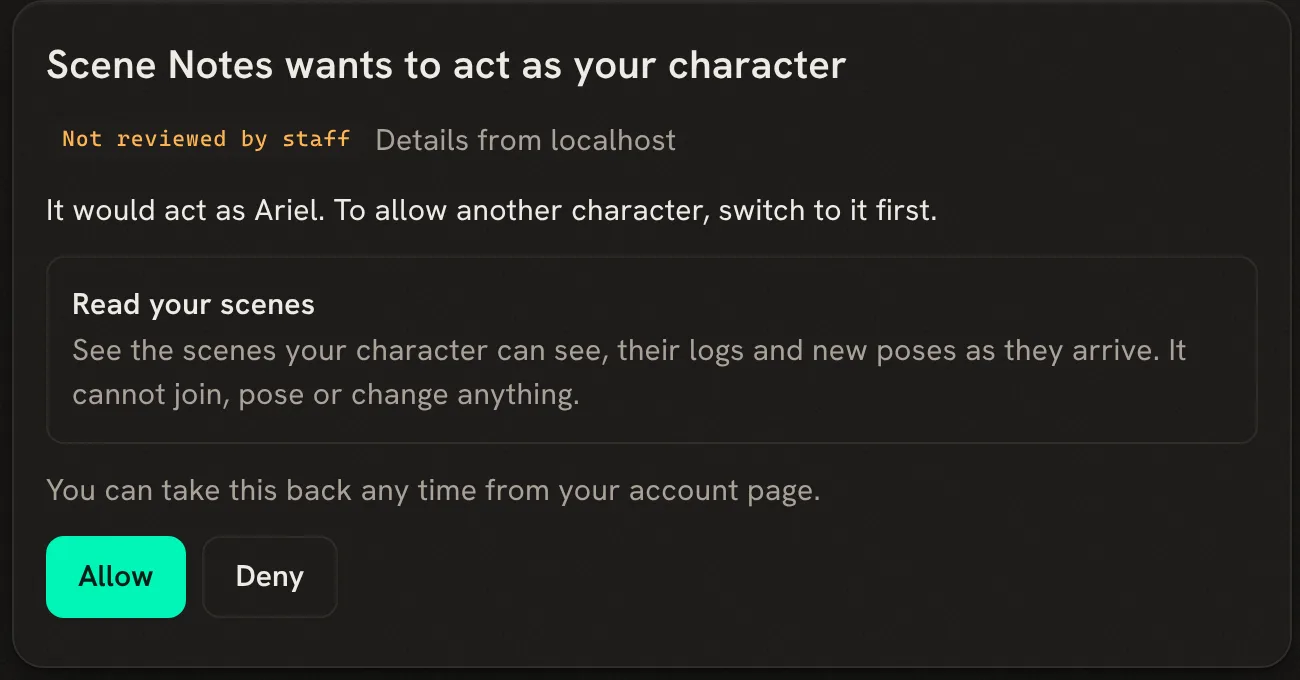 Scene Notes wants to act as your character
Not reviewed by staff Details from localhost
It would act as Ariel. To allow another character, switch to it first.
Read your scenes
See the scenes your character can see, their logs and new poses as they arrive. It
cannot join, pose or change anything.
You can take this back any time from your account page.
Allow Deny